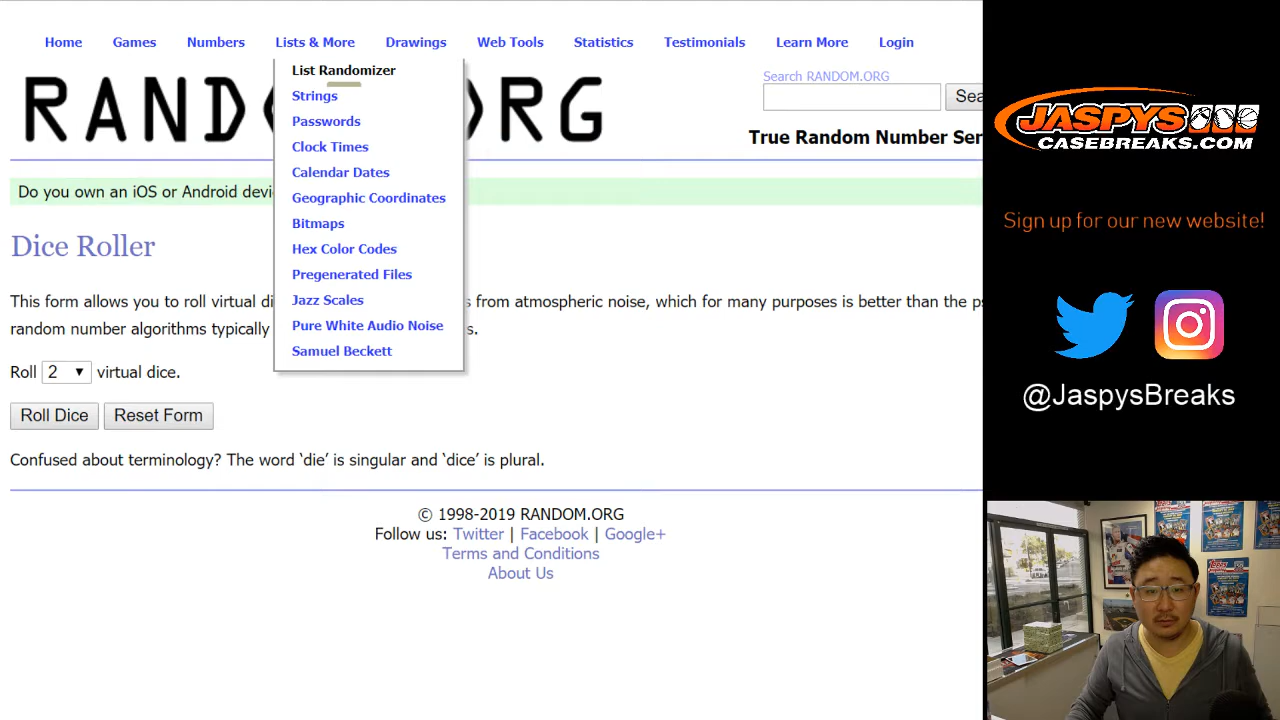 Home Games Numbers Lists & More Drawings Web Tools Statistics Testimonials Learn More Login
List Randomizer
Strings
Passwords
Clock Times
Calendar Dates
Geographic Coordinates
Bitmaps
Hex Color Codes
Pregenerated Files
Jazz Scales
Pure White Audio Noise
Samuel Beckett
RAND RG
Search RANDOM.ORG
Sea
True Random Number Ser
Do you own an iOS or Android devi
Dice Roller
This form allows you to roll virtual di s from atmospheric noise, which for many purposes is better than the ps
random number algorithms typically s.
Roll 2 virtual dice.
Roll Dice Reset Form
Confused about terminology? The word ‘die’ is singular and ‘dice’ is plural.
© 1998-2019 RANDOM.ORG
Follow us: Twitter | Facebook | Google+
Terms and Conditions
About Us
JASPYS
CASEBREAKS.COM
Sign up for our new website!
@JaspysBreaks